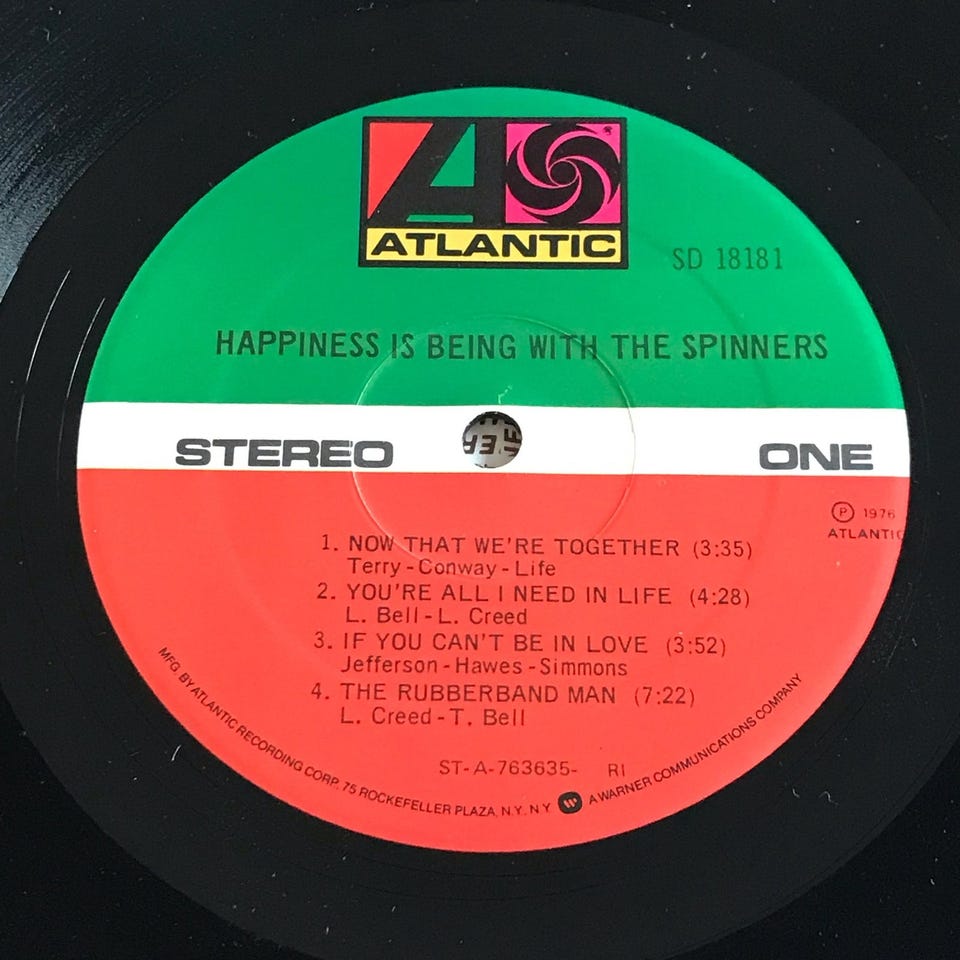 ATLANTIC
SD 18181
HAPPINESS IS BEING WITH THE SPINNERS
STEREO
ONE
Ⓟ 1976
ATLANTIC
1. NOW THAT WE'RE TOGETHER (3:35)
Terry - Conway - Life
2. YOU'RE ALL I NEED IN LIFE (4:28)
L. Bell - L. Creed
3. IF YOU CAN'T BE IN LOVE (3:52)
Jefferson - Hawes - Simmons
4. THE RUBBERBAND MAN (7:22)
L. Creed - T. Bell
ST-A-763635- RI
MFG BY ATLANTIC RECORDING CORP. 75 ROCKEFELLER PLAZA, N.Y. N.Y. A WARNER COMMUNICATIONS COMPANY